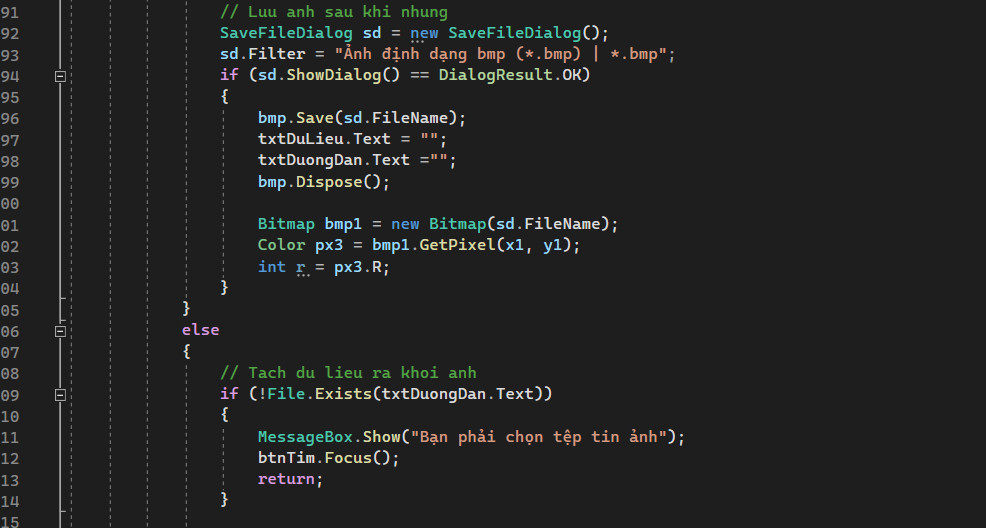 91 // Luu anh sau khi nhung
92 SaveFileDialog sd = new SaveFileDialog();
93 sd.Filter = "Ảnh định dạng bmp (*.bmp) | *.bmp";
94 if (sd.ShowDialog() == DialogResult.OK)
95 {
96 bmp.Save(sd.FileName);
97 txtDuLieu.Text = "";
98 txtDuongDan.Text ="";
99 bmp.Dispose();
00
01 Bitmap bmp1 = new Bitmap(sd.FileName);
02 Color px3 = bmp1.GetPixel(x1, y1);
03 int r = px3.R;
04 }
05 }
06 else
07 {
08 // Tach du lieu ra khoi anh
09 if (!File.Exists(txtDuongDan.Text))
10 {
11 MessageBox.Show("Bạn phải chọn tệp tin ảnh");
12 btnTim.Focus();
13 return;
14 }
15